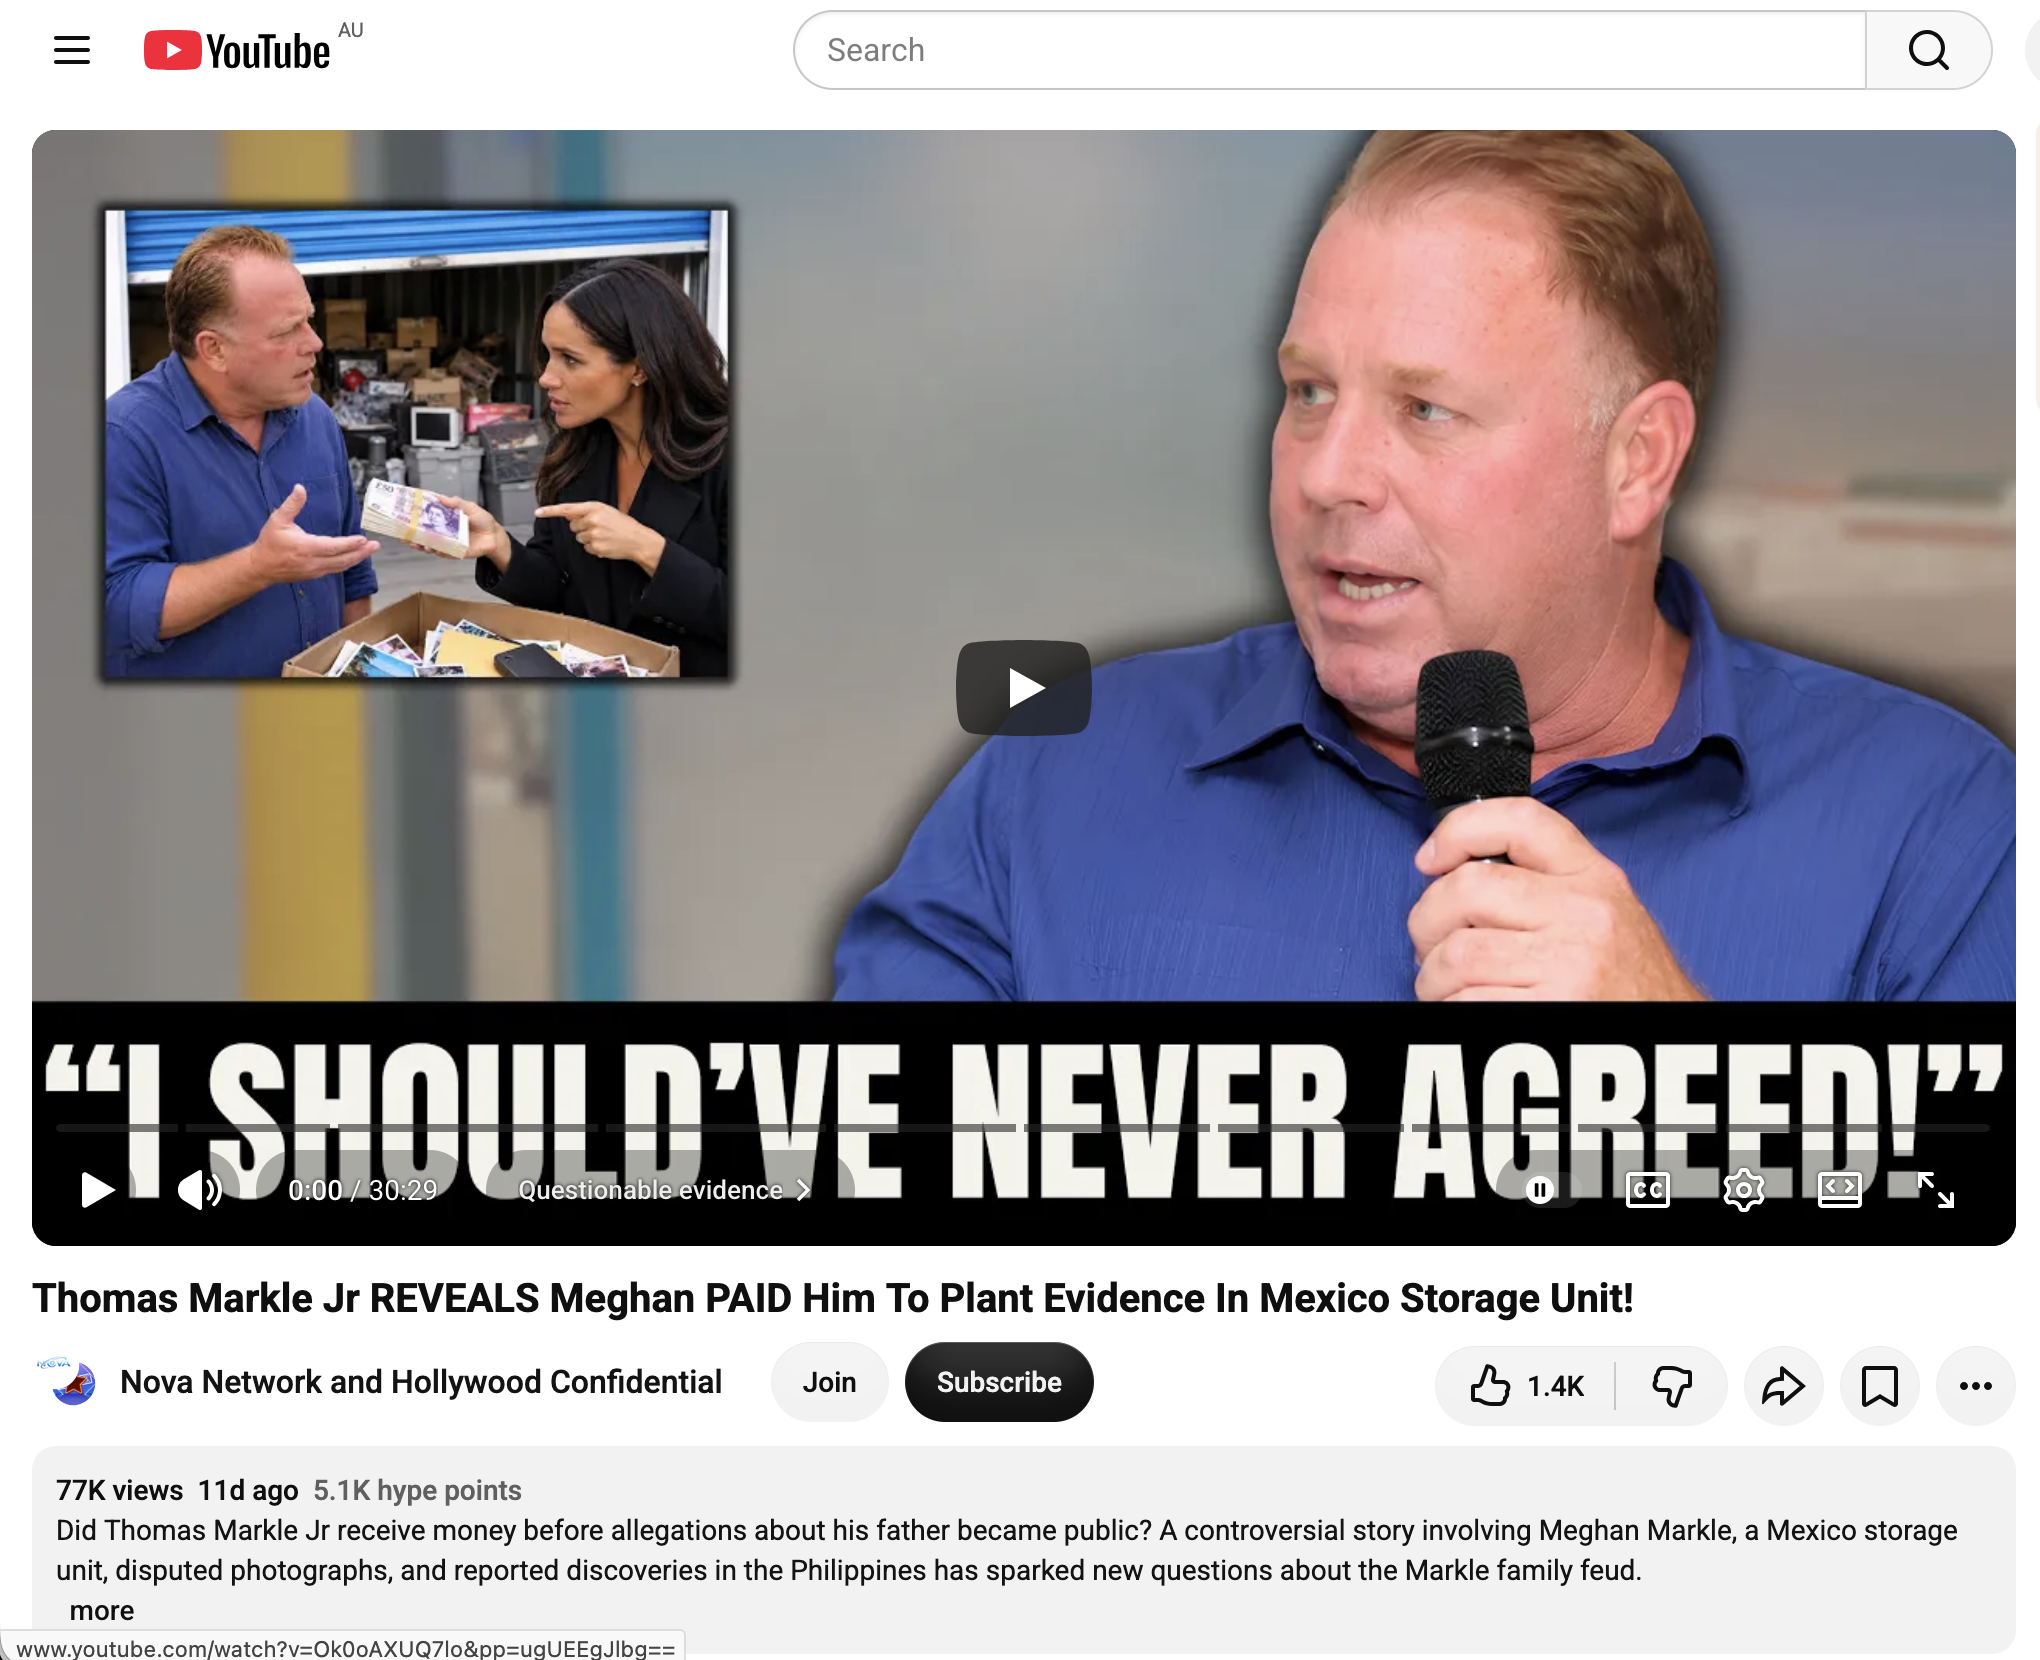 YouTube AU
Search
£50
"I SHOULD'VE NEVER AGREED!"
0:00 / 30:29
Questionable evidence
CC
Thomas Markle Jr REVEALS Meghan PAID Him To Plant Evidence In Mexico Storage Unit!
NOVA
Nova Network and Hollywood Confidential
Join
Subscribe
1.4K
77K views 11d ago 5.1K hype points
Did Thomas Markle Jr receive money before allegations about his father became public? A controversial story involving Meghan Markle, a Mexico storage
unit, disputed photographs, and reported discoveries in the Philippines has sparked new questions about the Markle family feud.
more
www.youtube.com/watch?v=Ok0oAXUQ7lo&pp=ugUEEgJlbg==